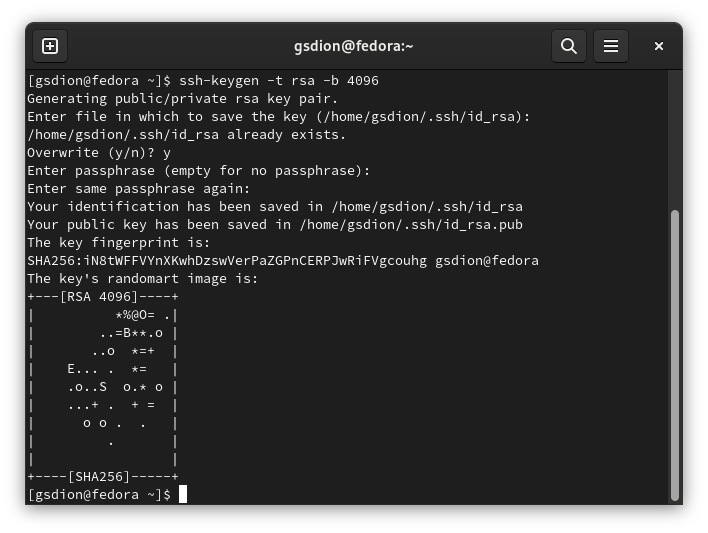 gsdion@fedora:~
[gsdion@fedora ~]$ ssh-keygen -t rsa -b 4096
Generating public/private rsa key pair.
Enter file in which to save the key (/home/gsdion/.ssh/id_rsa):
/home/gsdion/.ssh/id_rsa already exists.
Overwrite (y/n)? y
Enter passphrase (empty for no passphrase):
Enter same passphrase again:
Your identification has been saved in /home/gsdion/.ssh/id_rsa
Your public key has been saved in /home/gsdion/.ssh/id_rsa.pub
The key fingerprint is:
SHA256:iN8tWFFVYnXKwhDzswVerPaZGPnCERPJwRiFVgcouhg gsdion@fedora
The key's randomart image is:
+---[RSA 4096]----+
|          *%@O= .|
|        ..=B**.o |
|       ..o  *=+  |
|    E... .  *=   |
|    .o..S  o.* o |
|    ...+ .  + =  |
|      o o .  .   |
|         .       |
|                 |
+----[SHA256]-----+
[gsdion@fedora ~]$